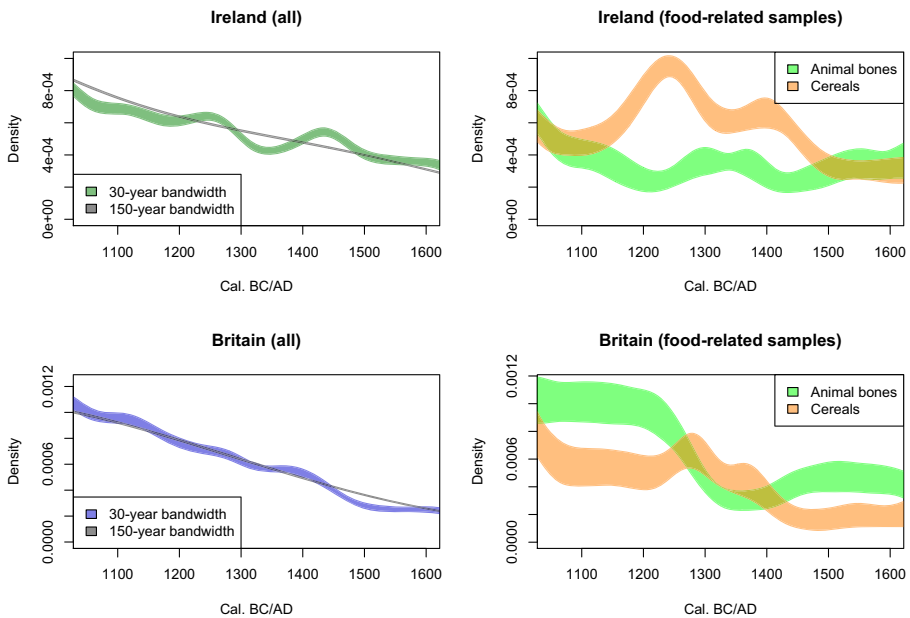 Ireland (all)
Density
0e+00 4e-04 8e-04
30-year bandwidth
150-year bandwidth
1100 1200 1300 1400 1500 1600
Cal. BC/AD
Ireland (food-related samples)
Density
0e+00 4e-04 8e-04
Animal bones
Cereals
1100 1200 1300 1400 1500 1600
Cal. BC/AD
Britain (all)
Density
0.0000 0.0006 0.0012
30-year bandwidth
150-year bandwidth
1100 1200 1300 1400 1500 1600
Cal. BC/AD
Britain (food-related samples)
Density
0.0000 0.0006 0.0012
Animal bones
Cereals
1100 1200 1300 1400 1500 1600
Cal. BC/AD